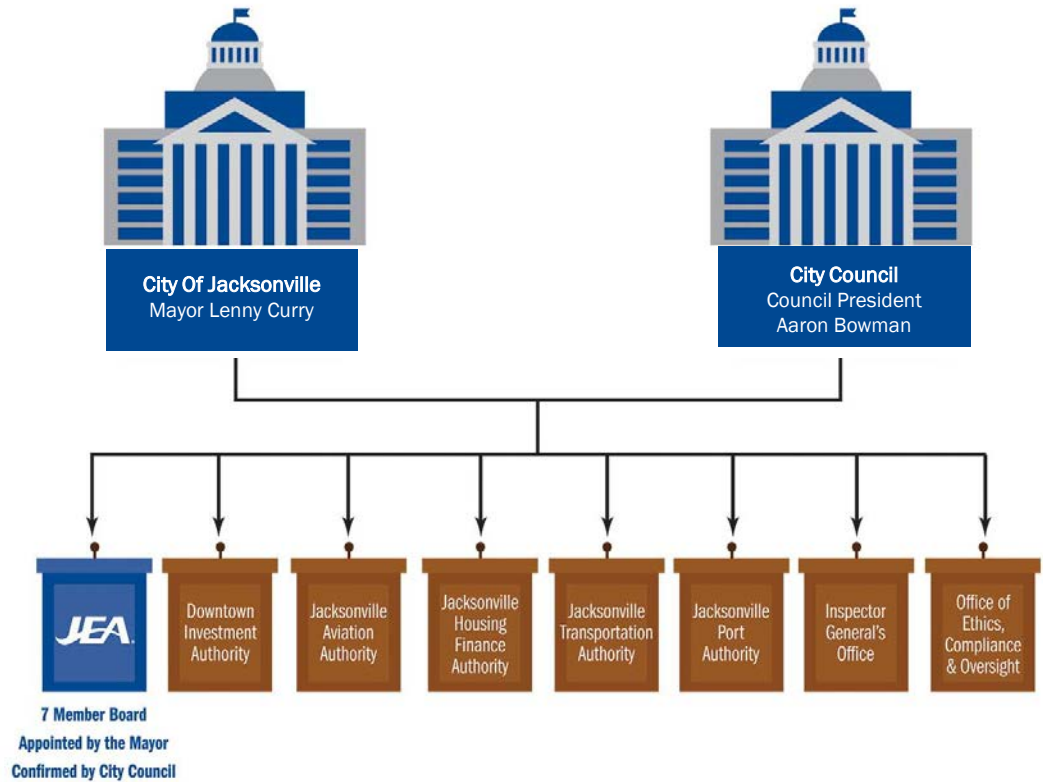 City Of Jacksonville
Mayor Lenny Curry
City Council
Council President
Aaron Bowman
JEA
Downtown
Investment
Authority
Jacksonville
Aviation
Authority
Jacksonville
Housing
Finance
Authority
Jacksonville
Transportation
Authority
Jacksonville
Port
Authority
Inspector
General's
Office
Office of
Ethics,
Compliance
& Oversight
7 Member Board
Appointed by the Mayor
Confirmed by City Council